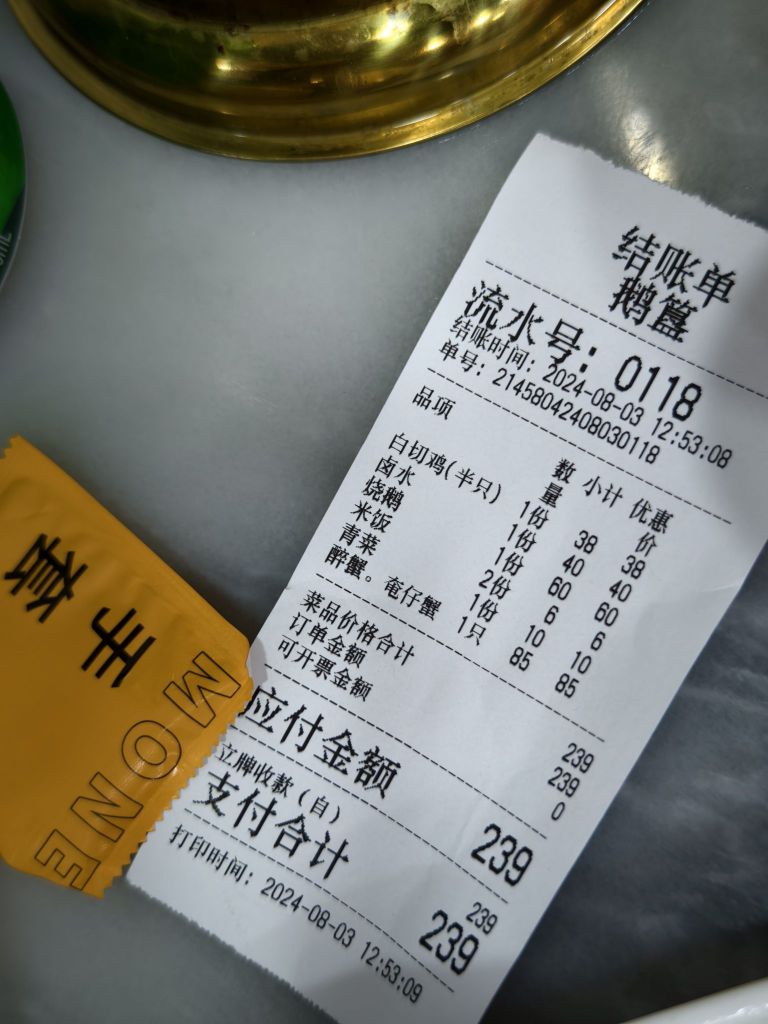 结账单
鹅簋
流水号: 0118
结账时间: 2024-08-03 12:53:08
单号: 21458042408030118
品项 数量 小计 优惠价
白切鸡(半只) 1份 38 38
卤水 1份 40 40
烧鹅 1份 60 60
米饭 2份 6 6
青菜 1份 10 10
醉蟹。奄仔蟹 1只 85 85
菜品价格合计 239
订单金额 239
可开票金额 0
应付金额 239
立牌收款(自) 239
支付合计 239
打印时间: 2024-08-03 12:53:09
手套
MONE